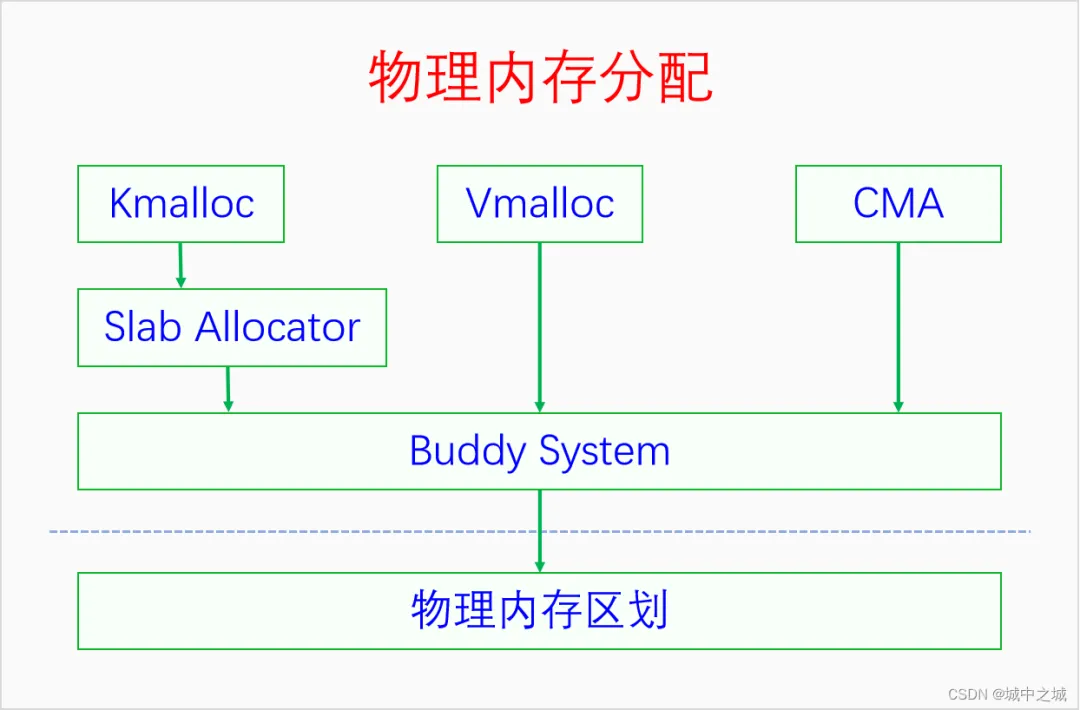 物理内存分配
Kmalloc
Vmalloc
CMA
Slab Allocator
Buddy System
物理内存区划
CSDN @城中之城